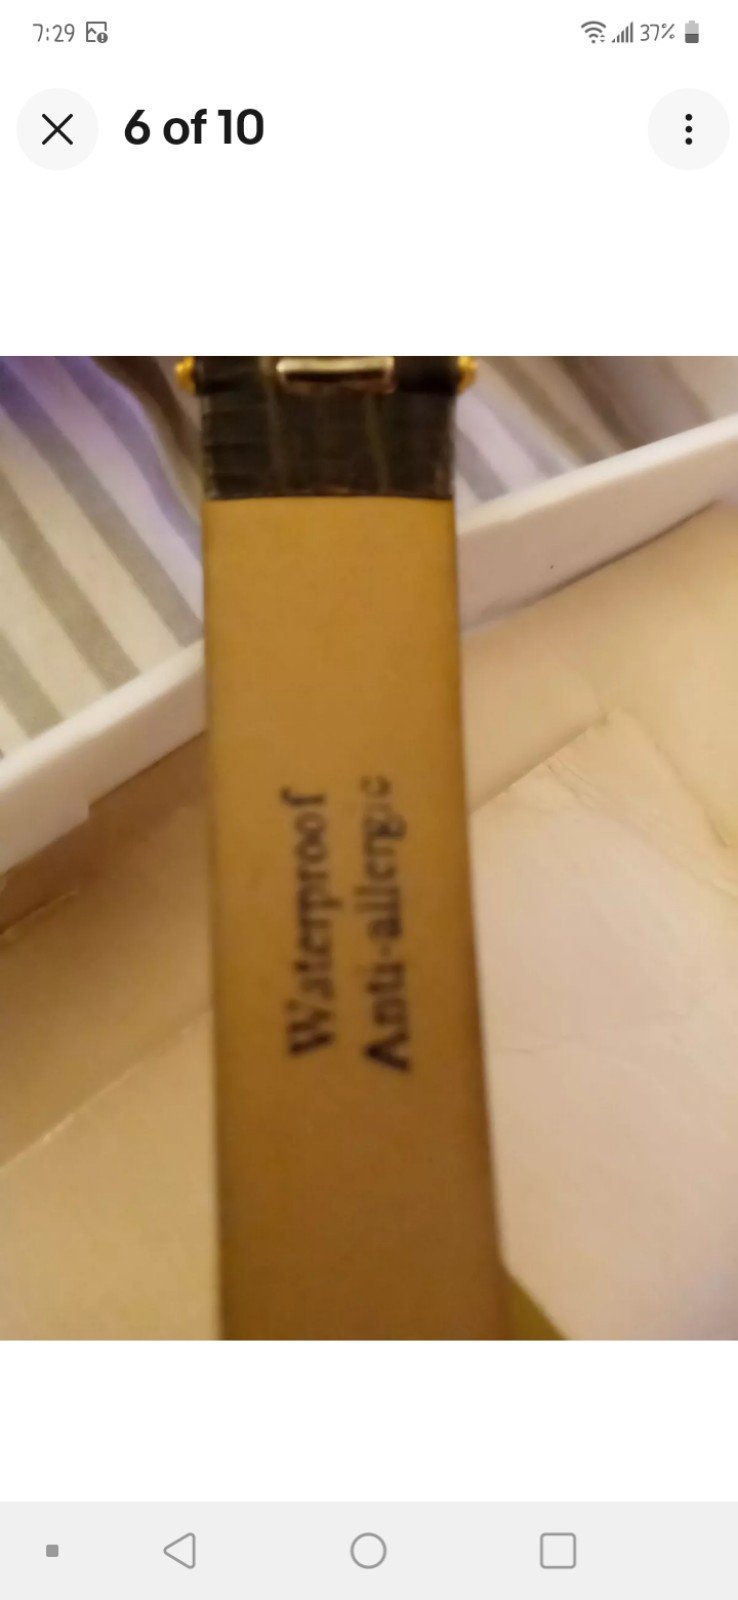 7:29
37%
6 of 10
Waterproof
Anti-allergic